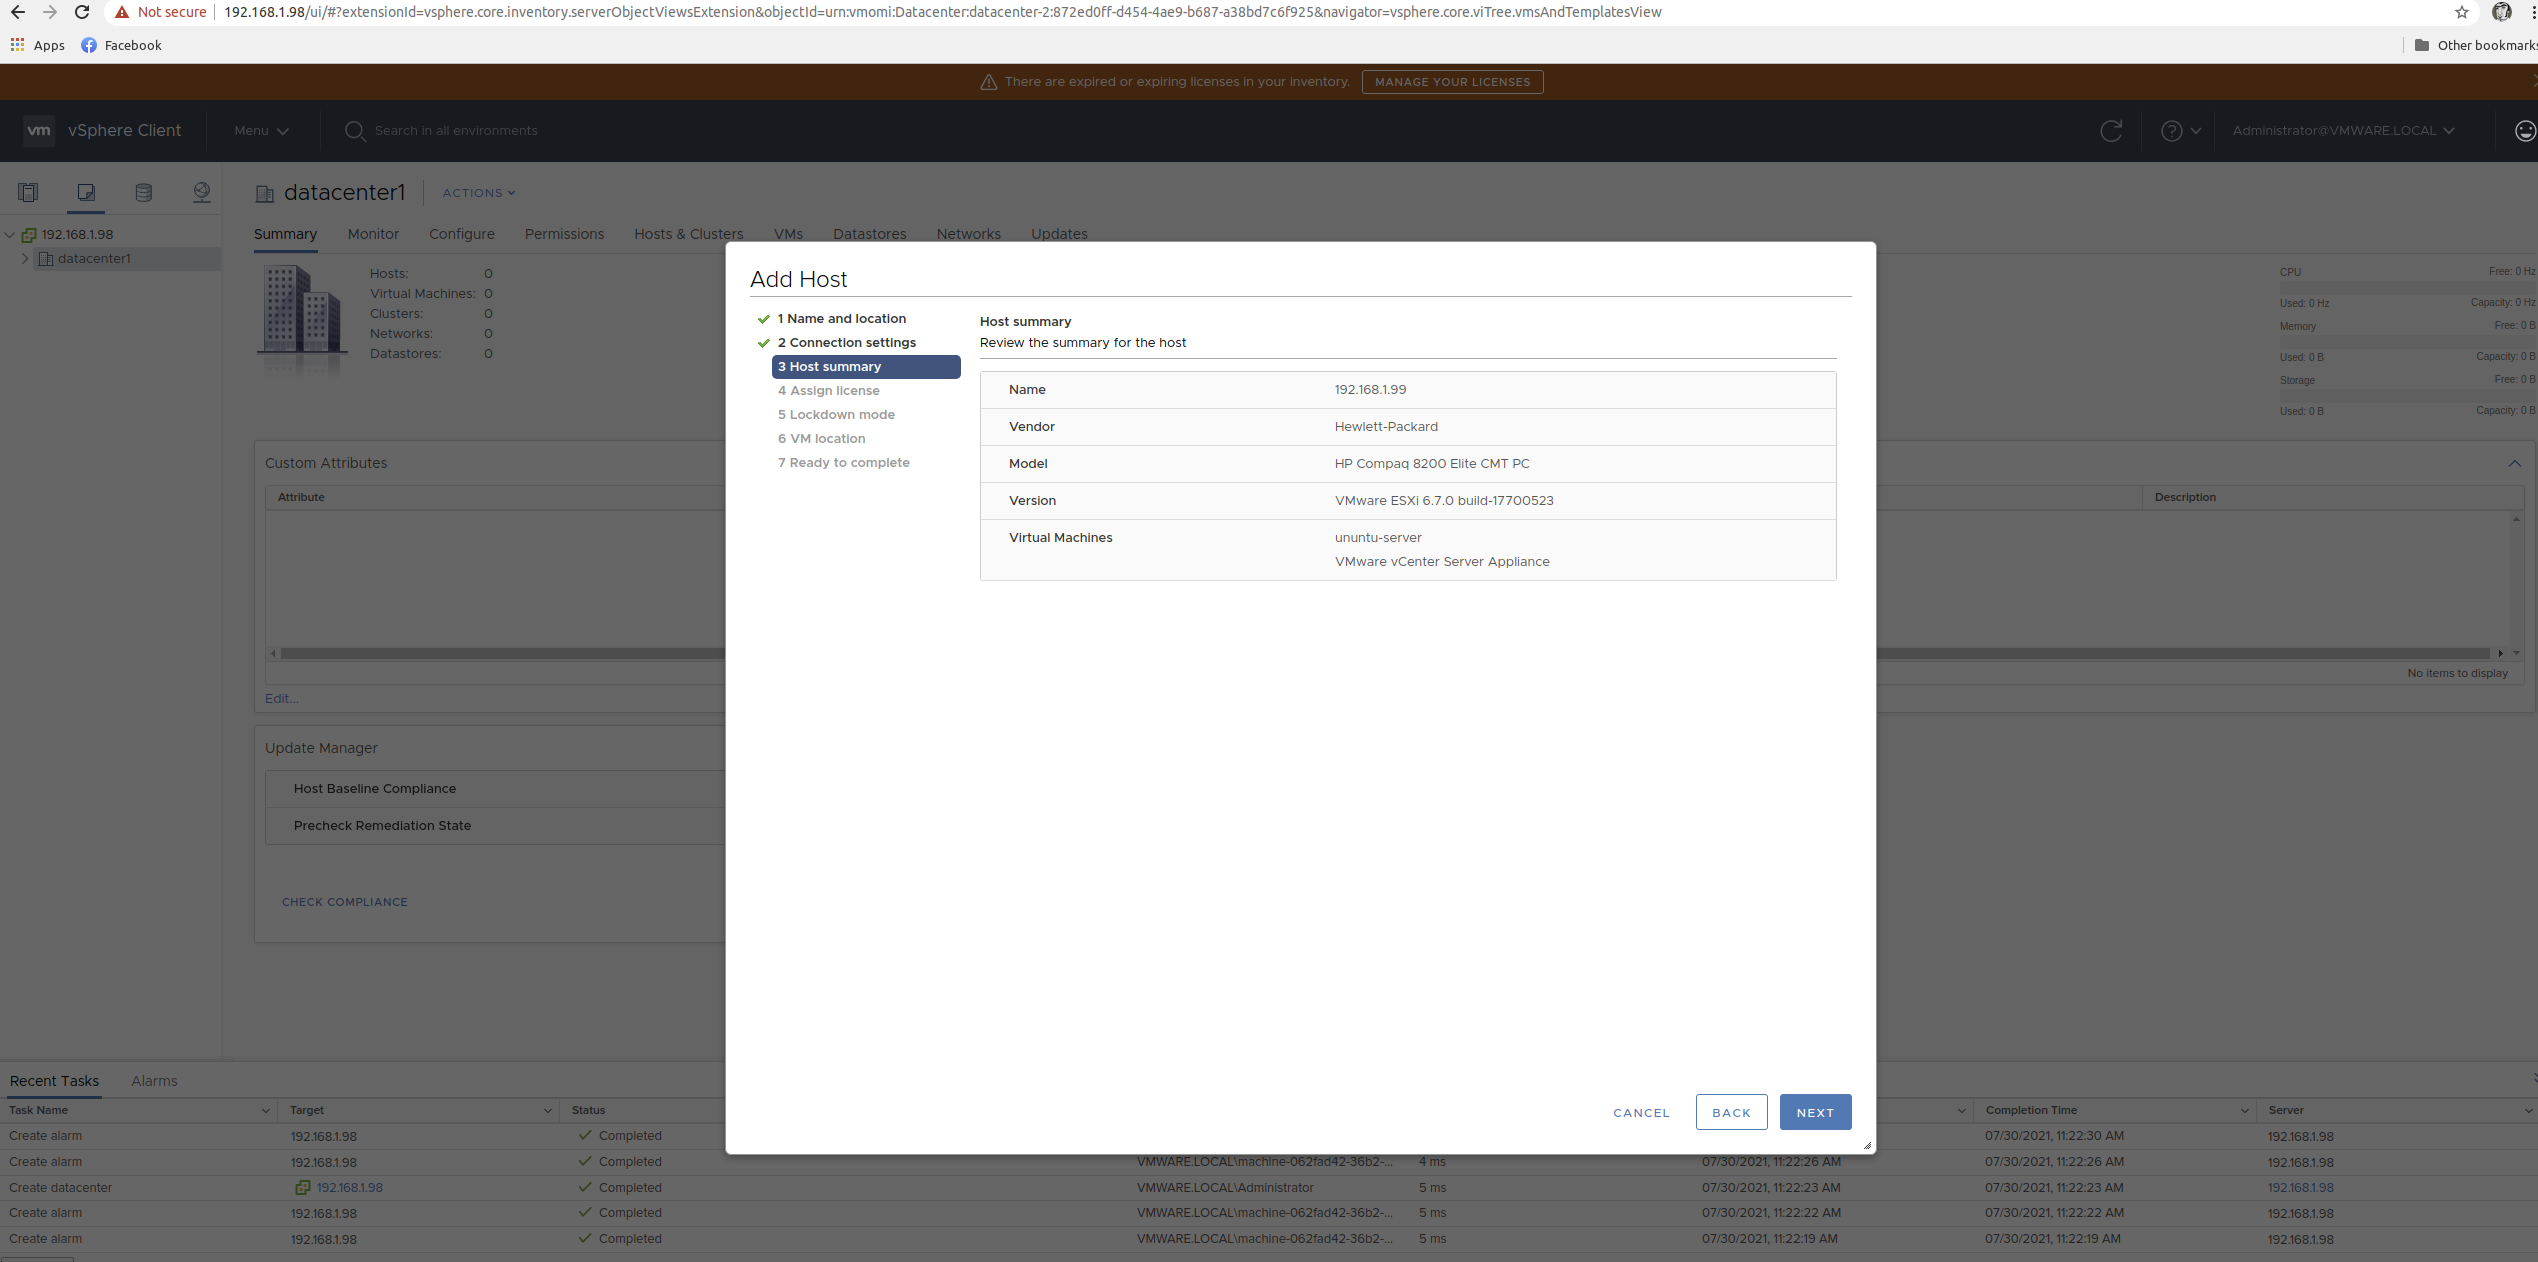 Not secure 192.168.1.98/ui/#?extensionId=vsphere.core.inventory.serverObjectViewsExtension&objectId=urn:vmomi:Datacenter:datacenter-2:872ed0ff-d454-4ae9-b687-a38bd7c6f925&navigator=vsphere.core.viTree.vmsAndTemplatesView
Apps Facebook Other bookmarks
There are expired or expiring licenses in your inventory. MANAGE YOUR LICENSES
vm vSphere Client Menu Search in all environments Administrator@VMWARE.LOCAL
datacenter1 ACTIONS
192.168.1.98
datacenter1
Summary Monitor Configure Permissions Hosts & Clusters VMs Datastores Networks Updates
Hosts: 0
Virtual Machines: 0
Clusters: 0
Networks: 0
Datastores: 0
CPU Free: 0 Hz
Used: 0 Hz Capacity: 0 Hz
Memory Free: 0 B
Used: 0 B Capacity: 0 B
Storage Free: 0 B
Used: 0 B Capacity: 0 B
Custom Attributes
Attribute Description
No items to display
Edit...
Update Manager
Host Baseline Compliance
Precheck Remediation State
CHECK COMPLIANCE
Add Host
1 Name and location
2 Connection settings
3 Host summary
4 Assign license
5 Lockdown mode
6 VM location
7 Ready to complete
Host summary
Review the summary for the host
Name 192.168.1.99
Vendor Hewlett-Packard
Model HP Compaq 8200 Elite CMT PC
Version VMware ESXi 6.7.0 build-17700523
Virtual Machines ununtu-server
VMware vCenter Server Appliance
CANCEL BACK NEXT
Recent Tasks Alarms
Task Name Target Status Completion Time Server
Create alarm 192.168.1.98 Completed 07/30/2021, 11:22:30 AM 192.168.1.98
Create alarm 192.168.1.98 Completed VMWARE.LOCAL\machine-062fad42-36b2-... 4 ms 07/30/2021, 11:22:26 AM 07/30/2021, 11:22:26 AM 192.168.1.98
Create datacenter 192.168.1.98 Completed VMWARE.LOCAL\Administrator 5 ms 07/30/2021, 11:22:23 AM 07/30/2021, 11:22:23 AM 192.168.1.98
Create alarm 192.168.1.98 Completed VMWARE.LOCAL\machine-062fad42-36b2-... 5 ms 07/30/2021, 11:22:22 AM 07/30/2021, 11:22:22 AM 192.168.1.98
Create alarm 192.168.1.98 Completed VMWARE.LOCAL\machine-062fad42-36b2-... 5 ms 07/30/2021, 11:22:19 AM 07/30/2021, 11:22:19 AM 192.168.1.98